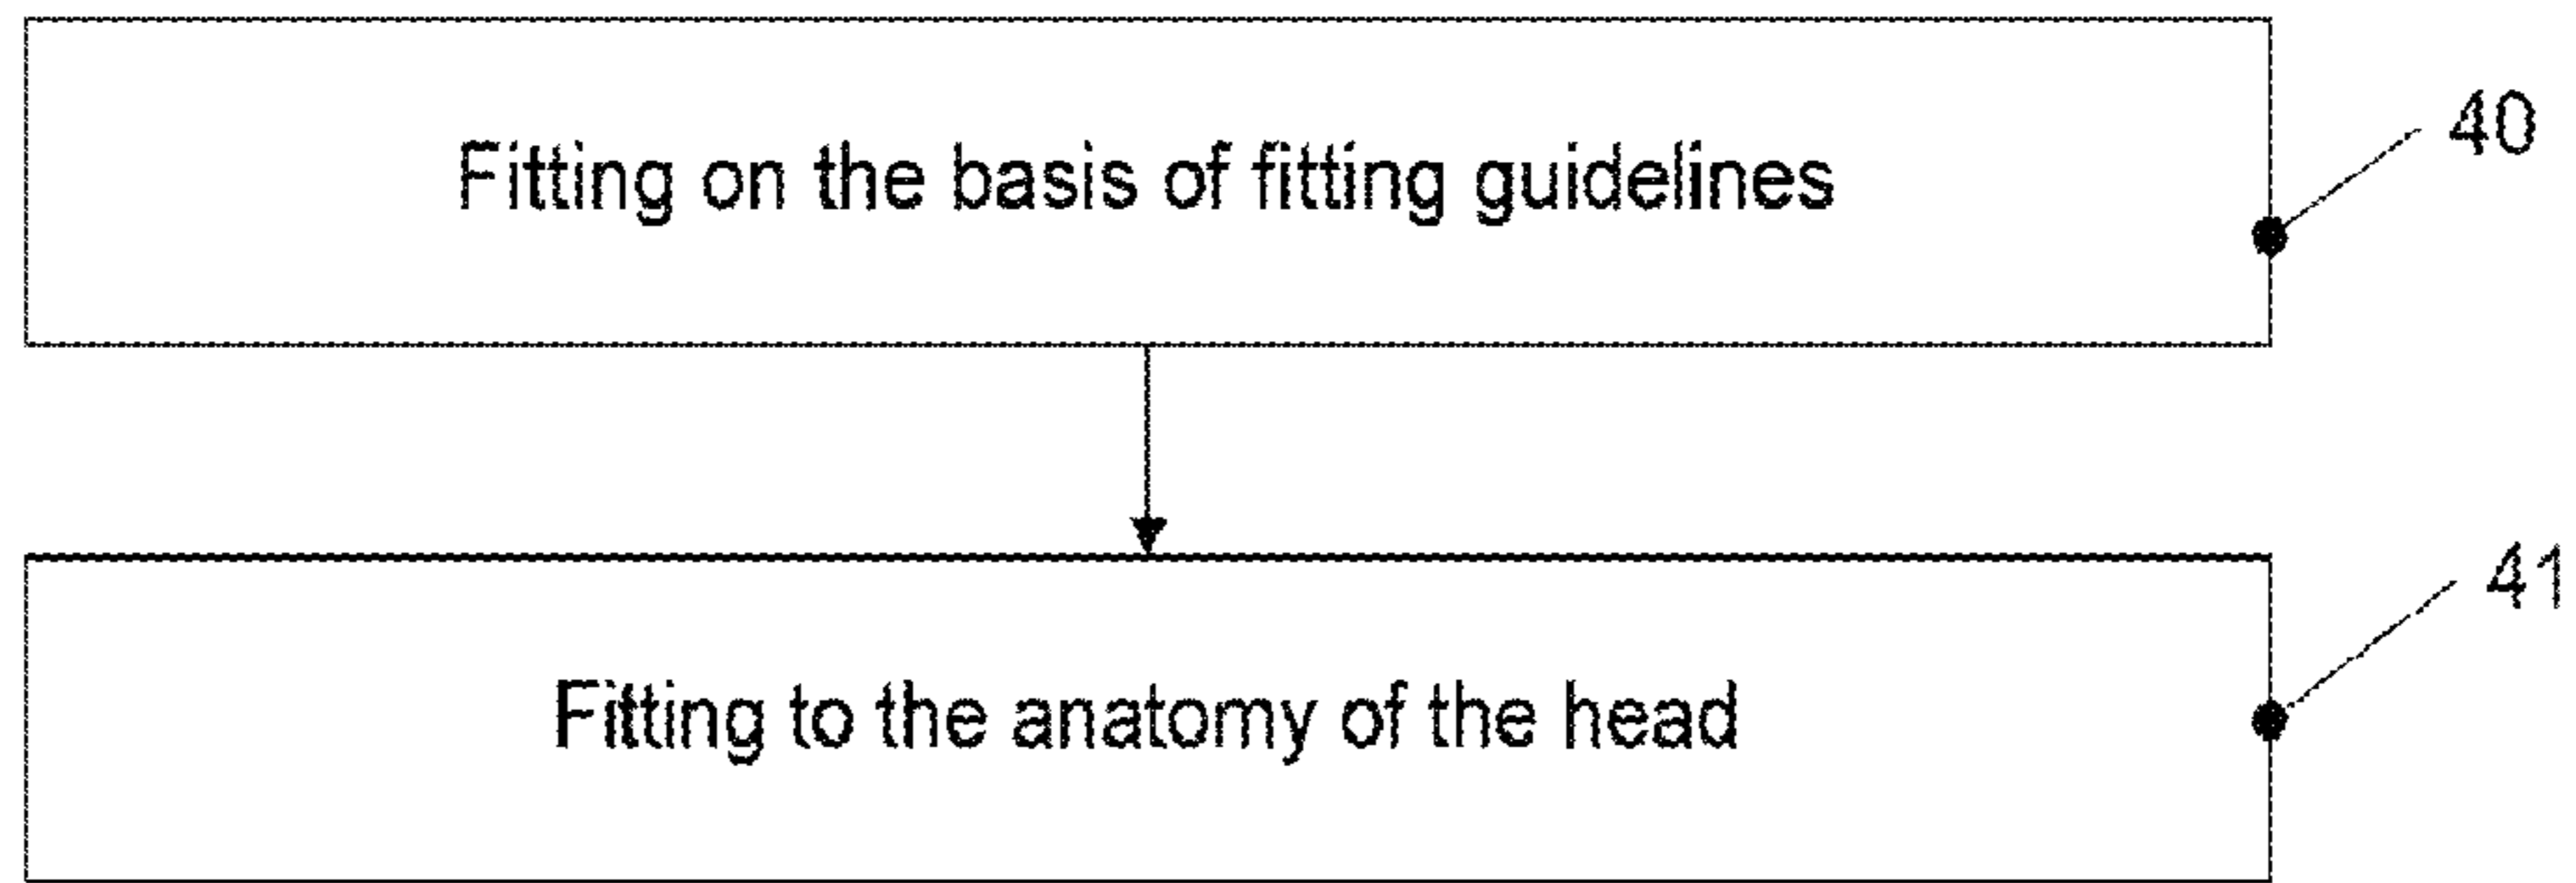 Fitting on the basis of fitting guidelines
40
Fitting to the anatomy of the head
41